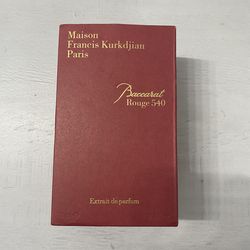 Maison
Francis Kurkdjian
Paris
Baccarat
Rouge 540
Extrait de parfum